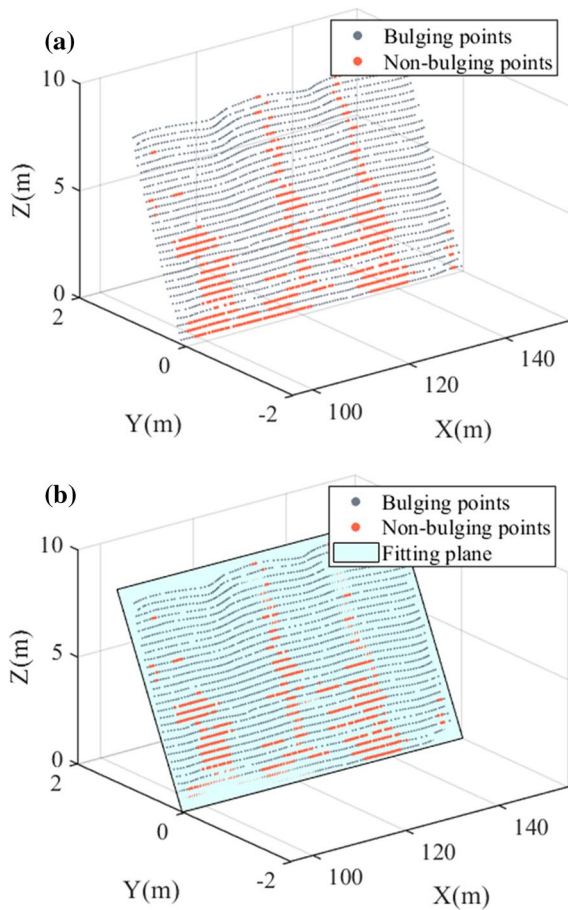 (a)
Bulging points
Non-bulging points
10
5
0
2
0
-2
Z(m)
Y(m)
100
120
140
X(m)
(b)
Bulging points
Non-bulging points
Fitting plane
10
5
0
2
0
-2
Z(m)
Y(m)
100
120
140
X(m)